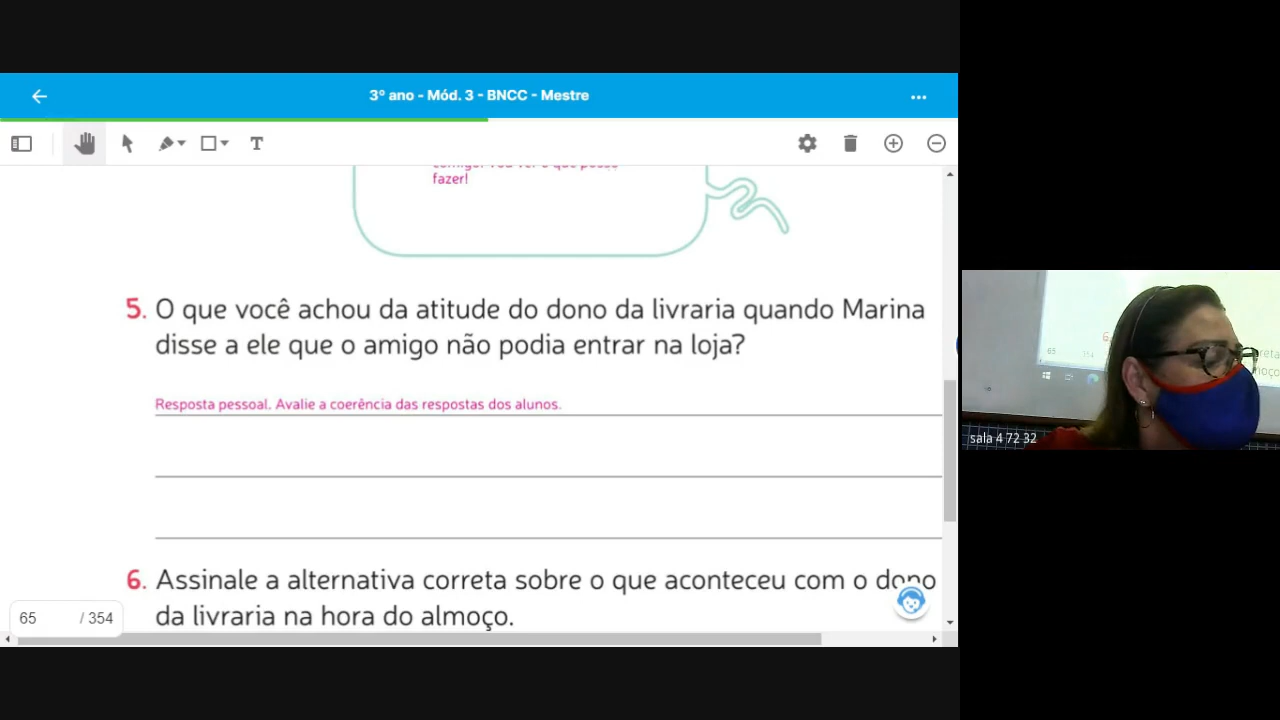 3º ano - Mód. 3 - BNCC - Mestre
T
fazer!
5. O que você achou da atitude do dono da livraria quando Marina
disse a ele que o amigo não podia entrar na loja?
Resposta pessoal. Avalie a coerência das respostas dos alunos.
6. Assinale a alternativa correta sobre o que aconteceu com o dono
da livraria na hora do almoço.
65 / 354
6.
65 354
sala 4 72 32